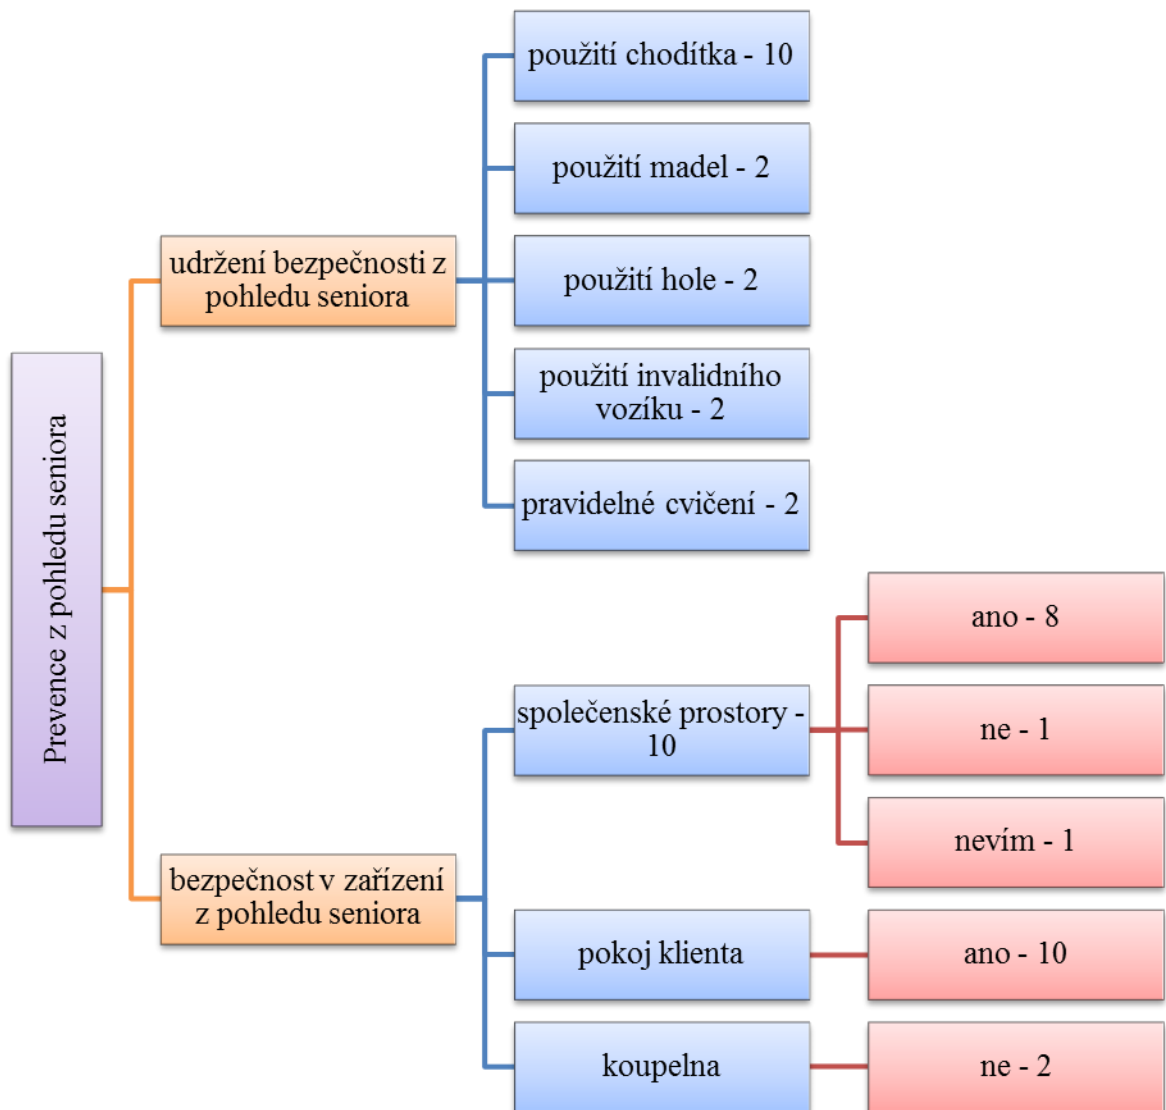 Prevence z pohledu seniora
udržení bezpečnosti z
pohledu seniora
použití chodítka - 10
použití madel - 2
použití hole - 2
použití invalidního
vozíku - 2
pravidelné cvičení - 2
bezpečnost v zařízení
z pohledu seniora
společenské prostory -
10
ano - 8
ne - 1
nevím - 1
pokoj klienta
ano - 10
koupelna
ne - 2